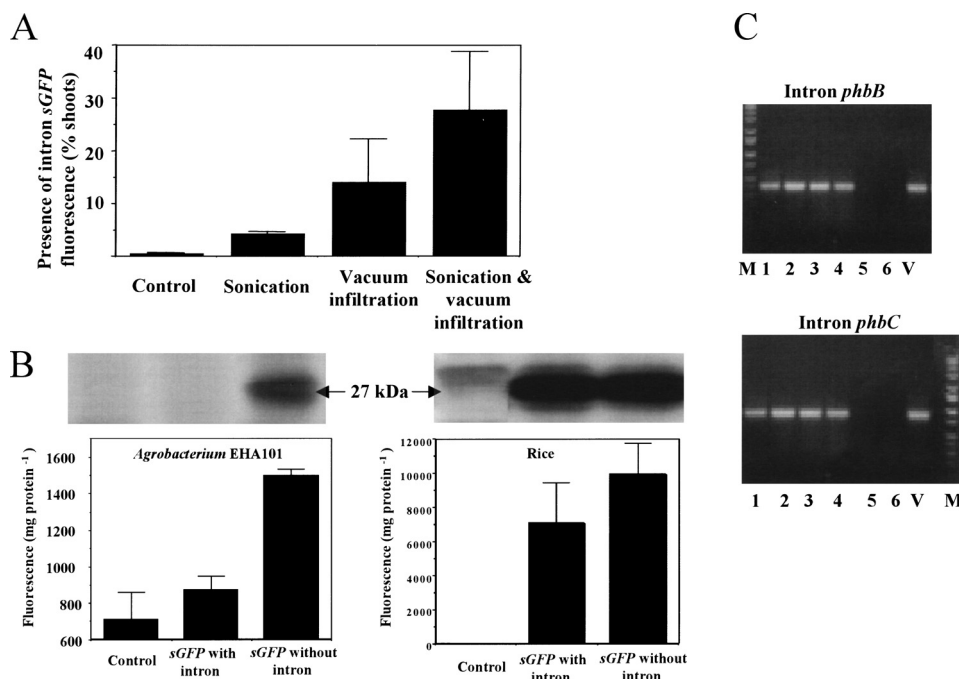 A
Presence of intron sGFP
fluorescence (% shoots)
40
30
20
10
Control
Sonication
Vacuum
infiltration
Sonication &
vacuum
infiltration
B
27 kDa
Fluorescence (mg protein -1)
1600
1400
1200
1000
800
600
Agrobacterium EHA101
Control
sGFP with
intron
sGFP without
intron
Fluorescence (mg protein -1)
12000
10000
8000
6000
4000
2000
0
Rice
Control
sGFP with
intron
sGFP without
intron
C
Intron phbB
M 1 2 3 4 5 6 V
Intron phbC
1 2 3 4 5 6 V M